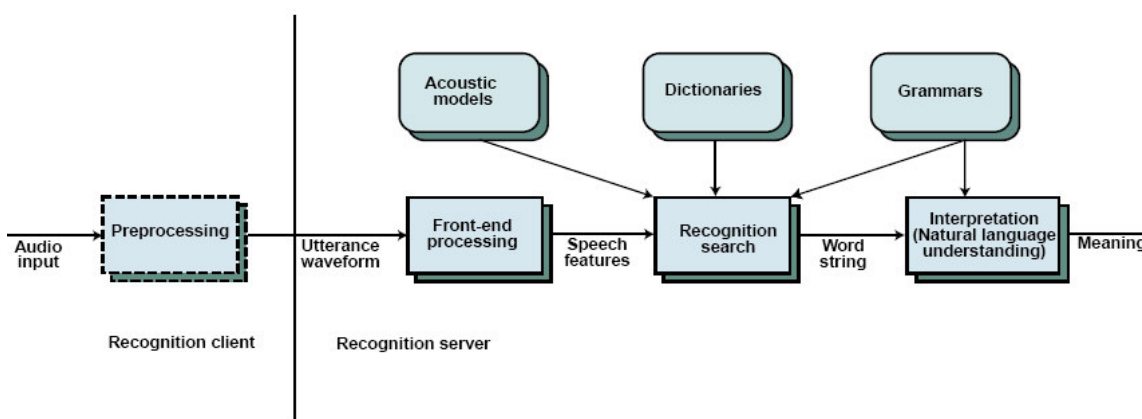 Acoustic
models
Dictionaries
Grammars
Preprocessing
Front-end
processing
Recognition
search
Interpretation
(Natural language
understanding)
Audio
input
Utterance
waveform
Speech
features
Word
string
Meaning
Recognition client
Recognition server